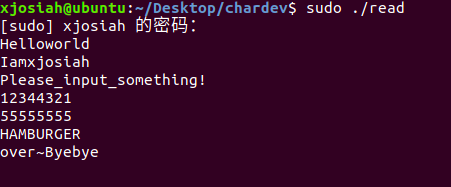 xjosiah@ubuntu:~/Desktop/chardev$ sudo ./read
[sudo] xjosiah 的密码：
Helloworld
Iamxjosiah
Please_input_something!
12344321
55555555
HAMBURGER
over~Byebye